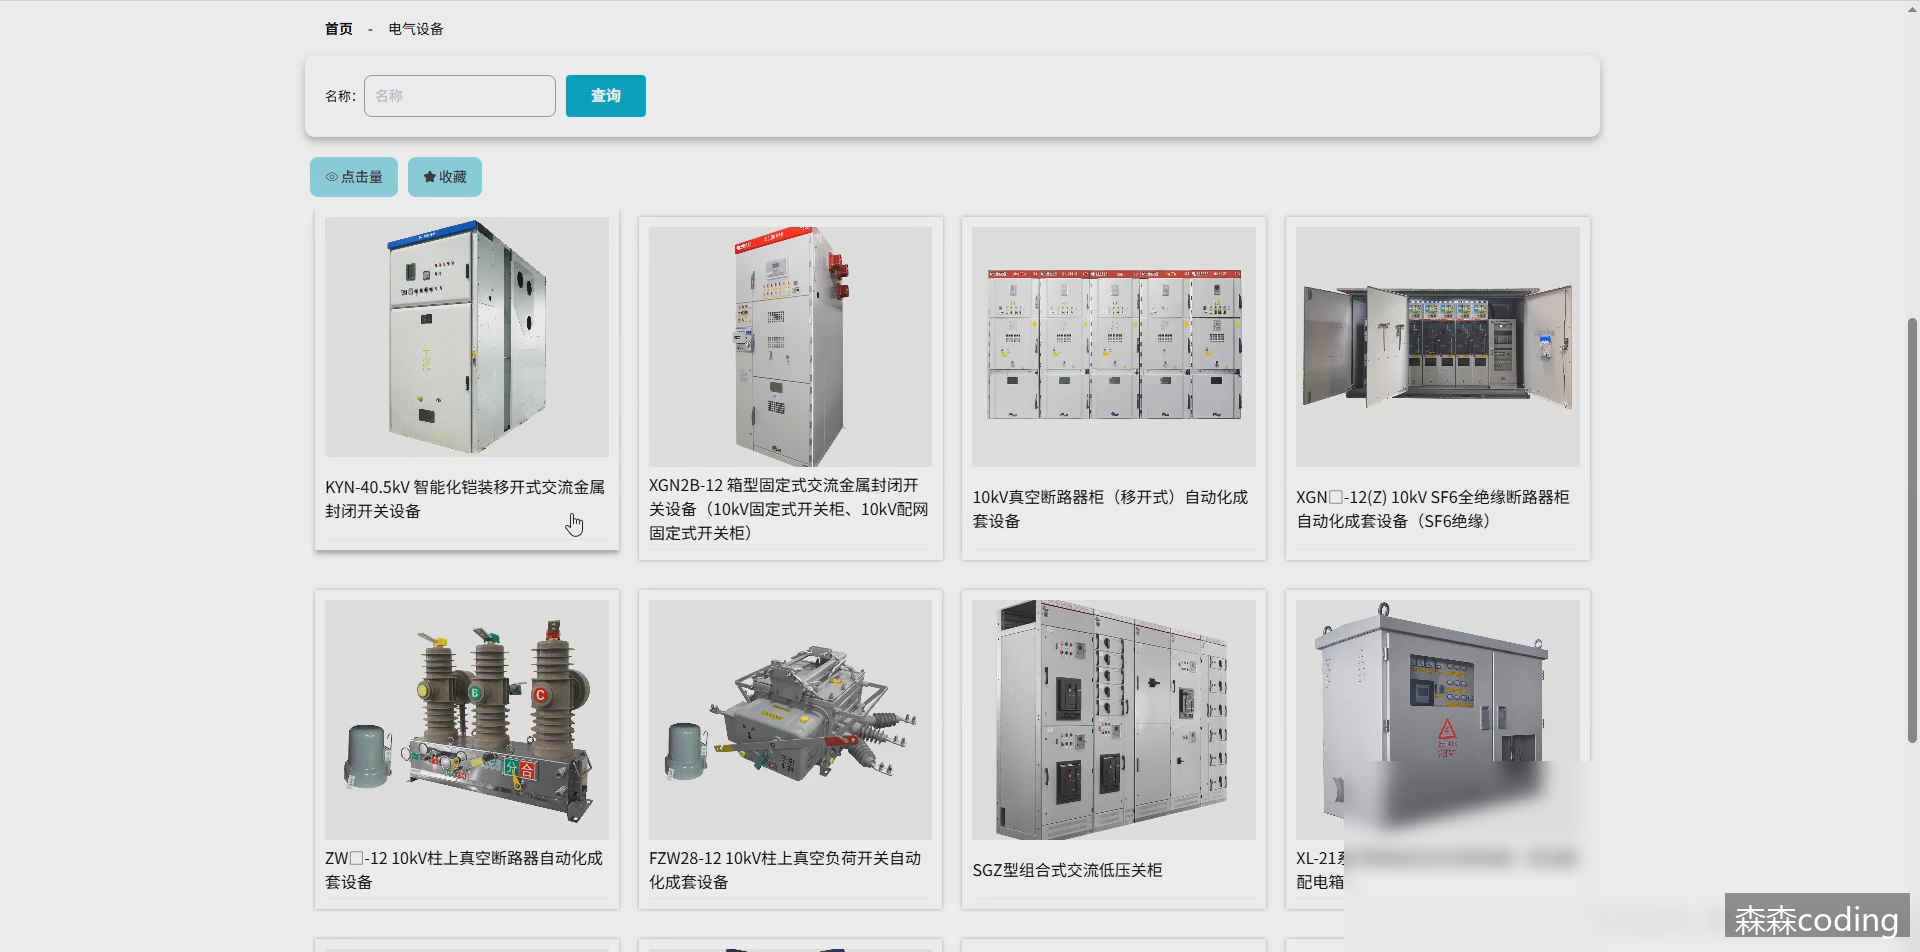 首页 - 电气设备
名称：
名称
查询
点击量
收藏
KYN-40.5kV 智能化铠装移开式交流金属
封闭开关设备
XGN2B-12 箱型固定式交流金属封闭开
关设备（10kV固定式开关柜、10kV配网
固定式开关柜）
10kV真空断路器柜（移开式）自动化成
套设备
XGN□-12(Z) 10kV SF6全绝缘断路器柜
自动化成套设备（SF6绝缘）
B
C
分 合
ZW□-12 10kV柱上真空断路器自动化成
套设备
FZW28-12 10kV柱上真空负荷开关自动
化成套设备
SGZ型组合式交流低压开关柜
XL-21
配电箱
森森coding